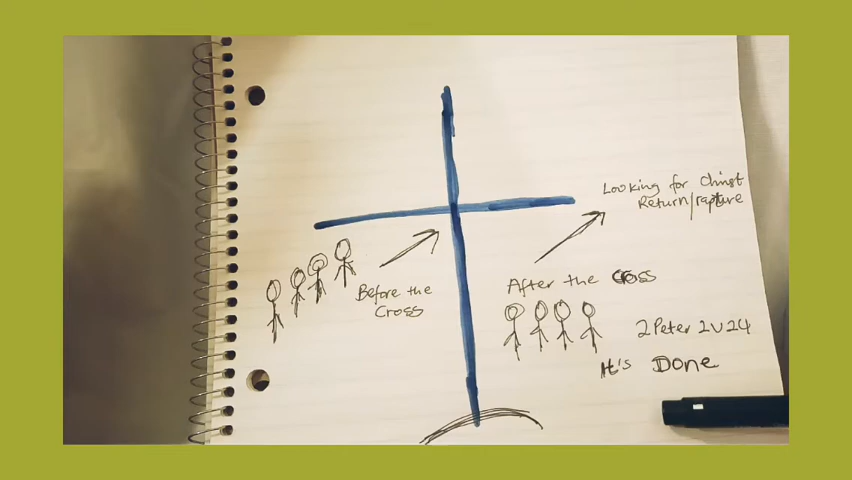 Looking for Christ
Return/rapture
Before the
Cross
After the Cross
2 Peter 2v24
It's Done